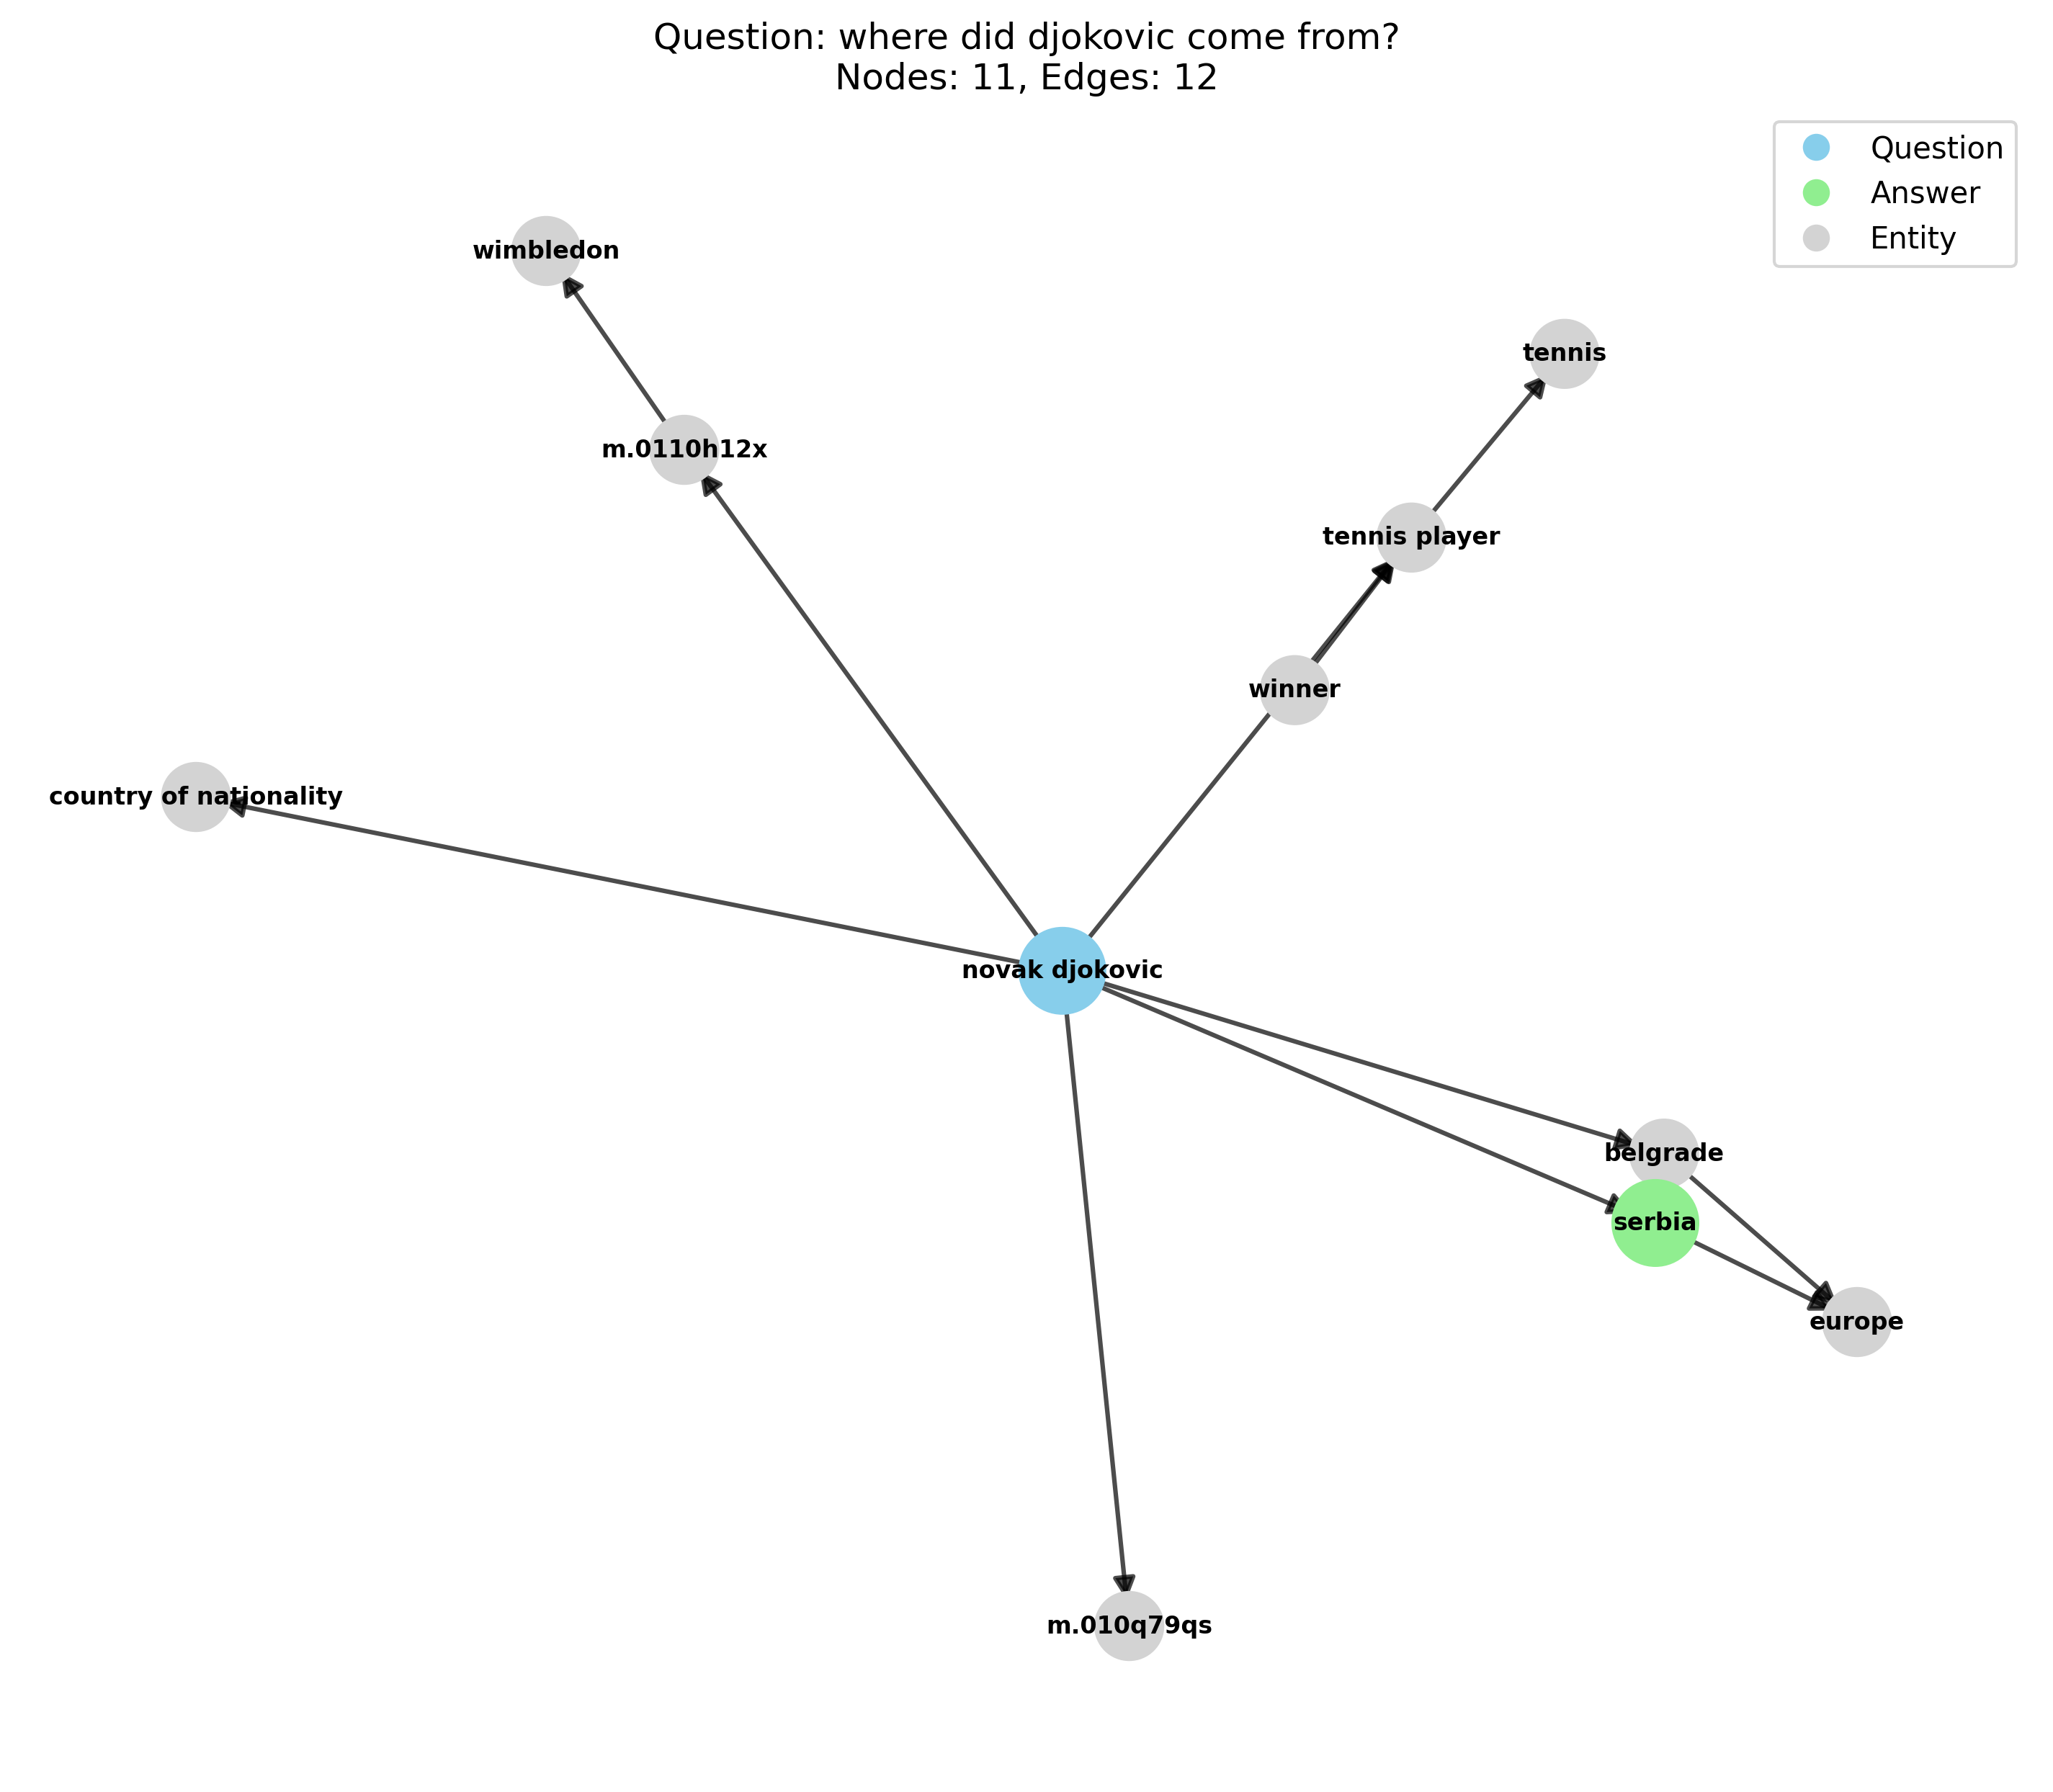 Question: where did djokovic come from?
Nodes: 11, Edges: 12
Question
Answer
Entity
wimbledon
tennis
m.0110h12x
tennis player
winner
country of nationality
novak djokovic
belgrade
serbia
europe
m.010q79qs